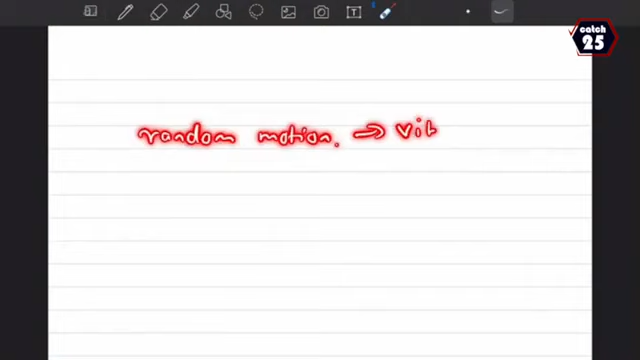 catch
25
random motion. → vib